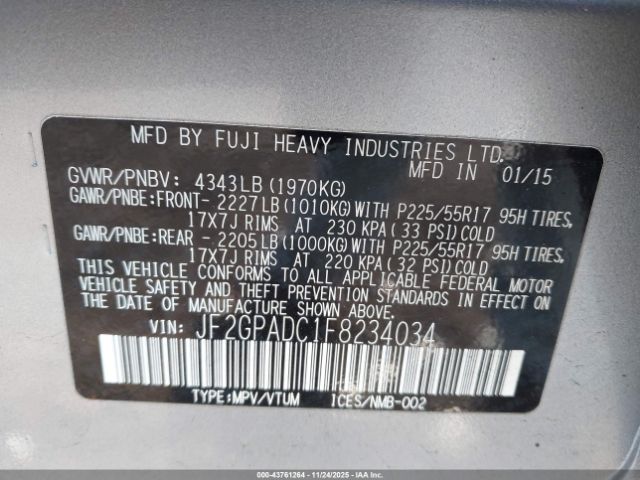 MFD BY FUJI HEAVY INDUSTRIES LTD.
MFD IN 01/15
GVWR/PNBV: 4343LB (1970KG)
GAWR/PNBE:FRONT- 2227LB (1010KG) WITH P225/55R17 95H TIRES,
17X7J RIMS AT 230 KPA (33 PSI) COLD
GAWR/PNBE:REAR - 2205LB (1000KG) WITH P225/55R17 95H TIRES,
17X7J RIMS AT 220 KPA (32 PSI) COLD
THIS VEHICLE CONFORMS TO ALL APPLICABLE FEDERAL MOTOR
VEHICLE SAFETY AND THEFT PREVENTION STANDARDS IN EFFECT ON
THE DATE OF MANUFACTURE SHOWN ABOVE.
VIN: JF2GPADC1F8234034
TYPE:MPV/VTUM ICES/NMB-002
000-43761264 - 11/24/2025 - IAAI.COM